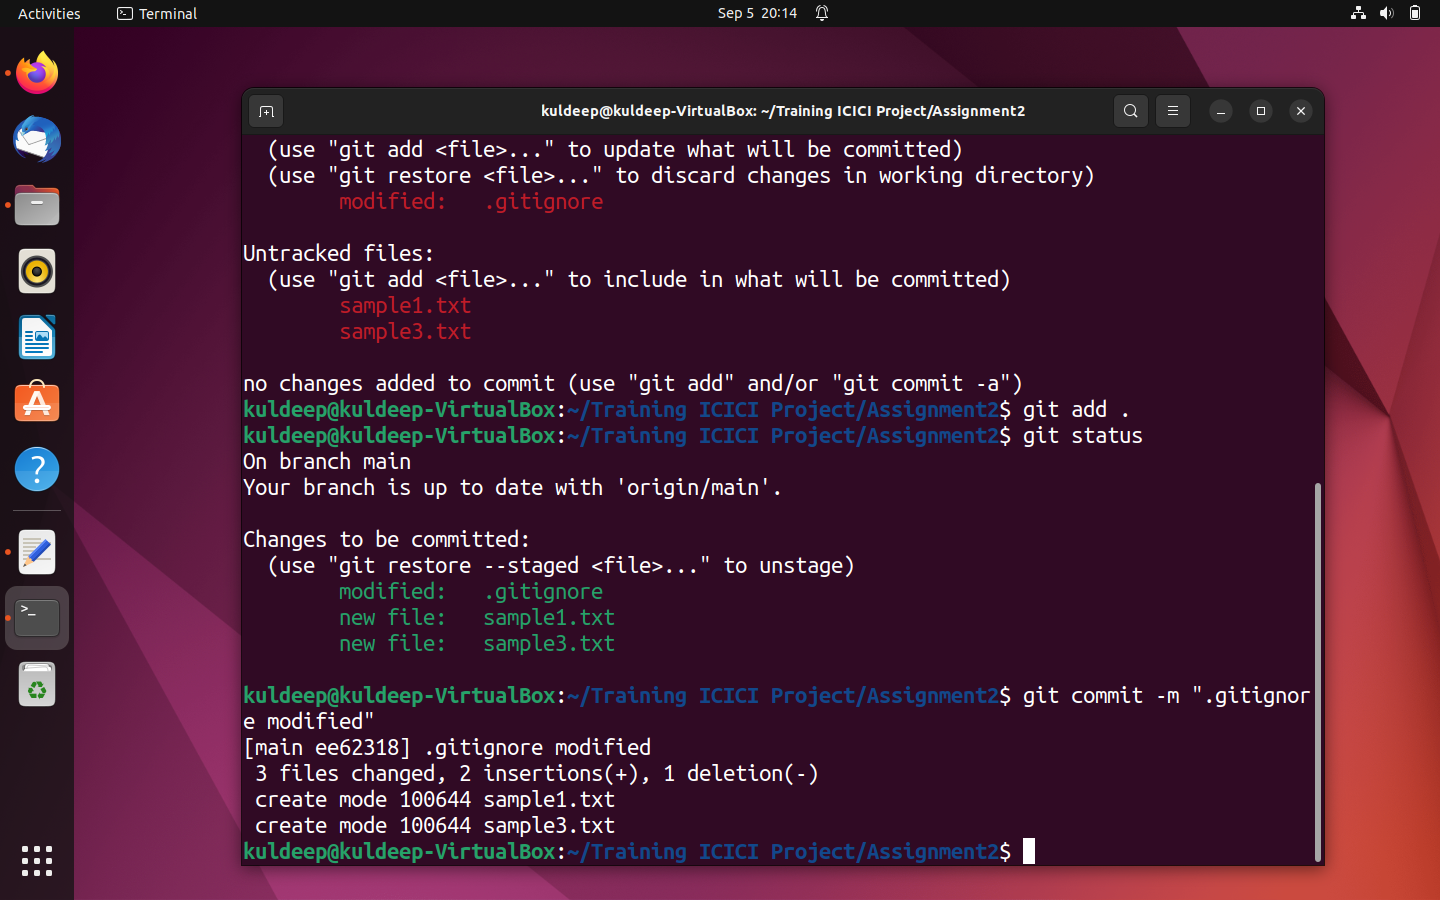 Activities
Terminal
Sep 5 20:14
kuldeep@kuldeep-VirtualBox: ~/Training ICICI Project/Assignment2
(use "git add <file>..." to update what will be committed)
(use "git restore <file>..." to discard changes in working directory)
modified:   .gitignore
Untracked files:
(use "git add <file>..." to include in what will be committed)
sample1.txt
sample3.txt
no changes added to commit (use "git add" and/or "git commit -a")
kuldeep@kuldeep-VirtualBox:~/Training ICICI Project/Assignment2$ git add .
kuldeep@kuldeep-VirtualBox:~/Training ICICI Project/Assignment2$ git status
On branch main
Your branch is up to date with 'origin/main'.
Changes to be committed:
(use "git restore --staged <file>..." to unstage)
modified:   .gitignore
new file:   sample1.txt
new file:   sample3.txt
kuldeep@kuldeep-VirtualBox:~/Training ICICI Project/Assignment2$ git commit -m ".gitignor
e modified"
[main ee62318] .gitignore modified
3 files changed, 2 insertions(+), 1 deletion(-)
create mode 100644 sample1.txt
create mode 100644 sample3.txt
kuldeep@kuldeep-VirtualBox:~/Training ICICI Project/Assignment2$